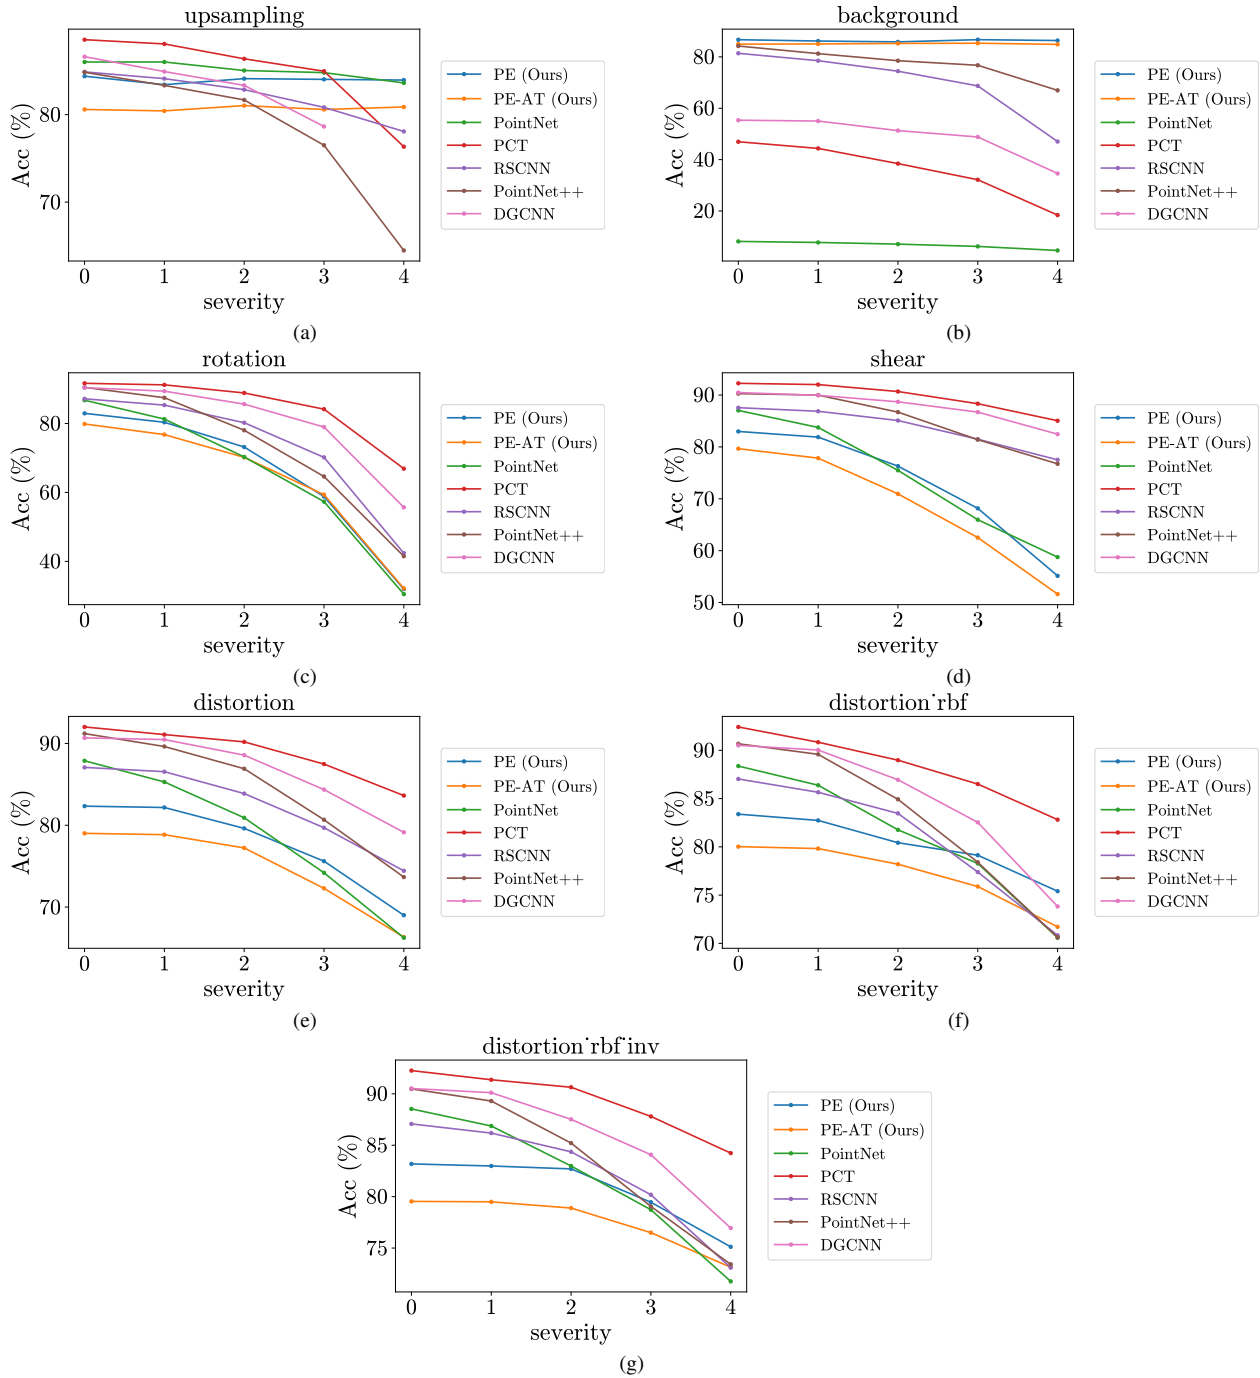 upsampling
Acc (%)
80
70
0 1 2 3 4
severity
PE (Ours)
PE-AT (Ours)
PointNet
PCT
RSCNN
PointNet++
DGCNN
(a)
background
Acc (%)
80
60
40
20
0 1 2 3 4
severity
PE (Ours)
PE-AT (Ours)
PointNet
PCT
RSCNN
PointNet++
DGCNN
(b)
rotation
Acc (%)
80
60
40
0 1 2 3 4
severity
PE (Ours)
PE-AT (Ours)
PointNet
PCT
RSCNN
PointNet++
DGCNN
(c)
shear
Acc (%)
90
80
70
60
50
0 1 2 3 4
severity
PE (Ours)
PE-AT (Ours)
PointNet
PCT
RSCNN
PointNet++
DGCNN
(d)
distortion
Acc (%)
90
80
70
0 1 2 3 4
severity
PE (Ours)
PE-AT (Ours)
PointNet
PCT
RSCNN
PointNet++
DGCNN
(e)
distortion˙rbf
Acc (%)
90
85
80
75
70
0 1 2 3 4
severity
PE (Ours)
PE-AT (Ours)
PointNet
PCT
RSCNN
PointNet++
DGCNN
(f)
distortion˙rbf˙inv
Acc (%)
90
85
80
75
0 1 2 3 4
severity
PE (Ours)
PE-AT (Ours)
PointNet
PCT
RSCNN
PointNet++
DGCNN
(g)